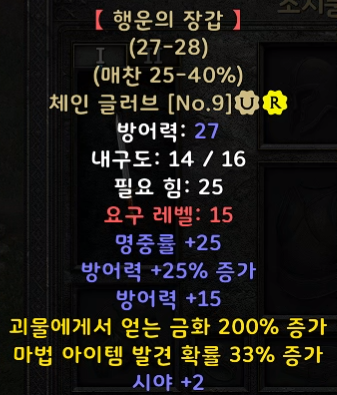 【 행운의 장갑 】
(27-28)
(매찬 25-40%)
체인 글러브 [No.9] U R
방어력: 27
내구도: 14 / 16
필요 힘: 25
요구 레벨: 15
명중률 +25
방어력 +25% 증가
방어력 +15
괴물에게서 얻는 금화 200% 증가
마법 아이템 발견 확률 33% 증가
시야 +2